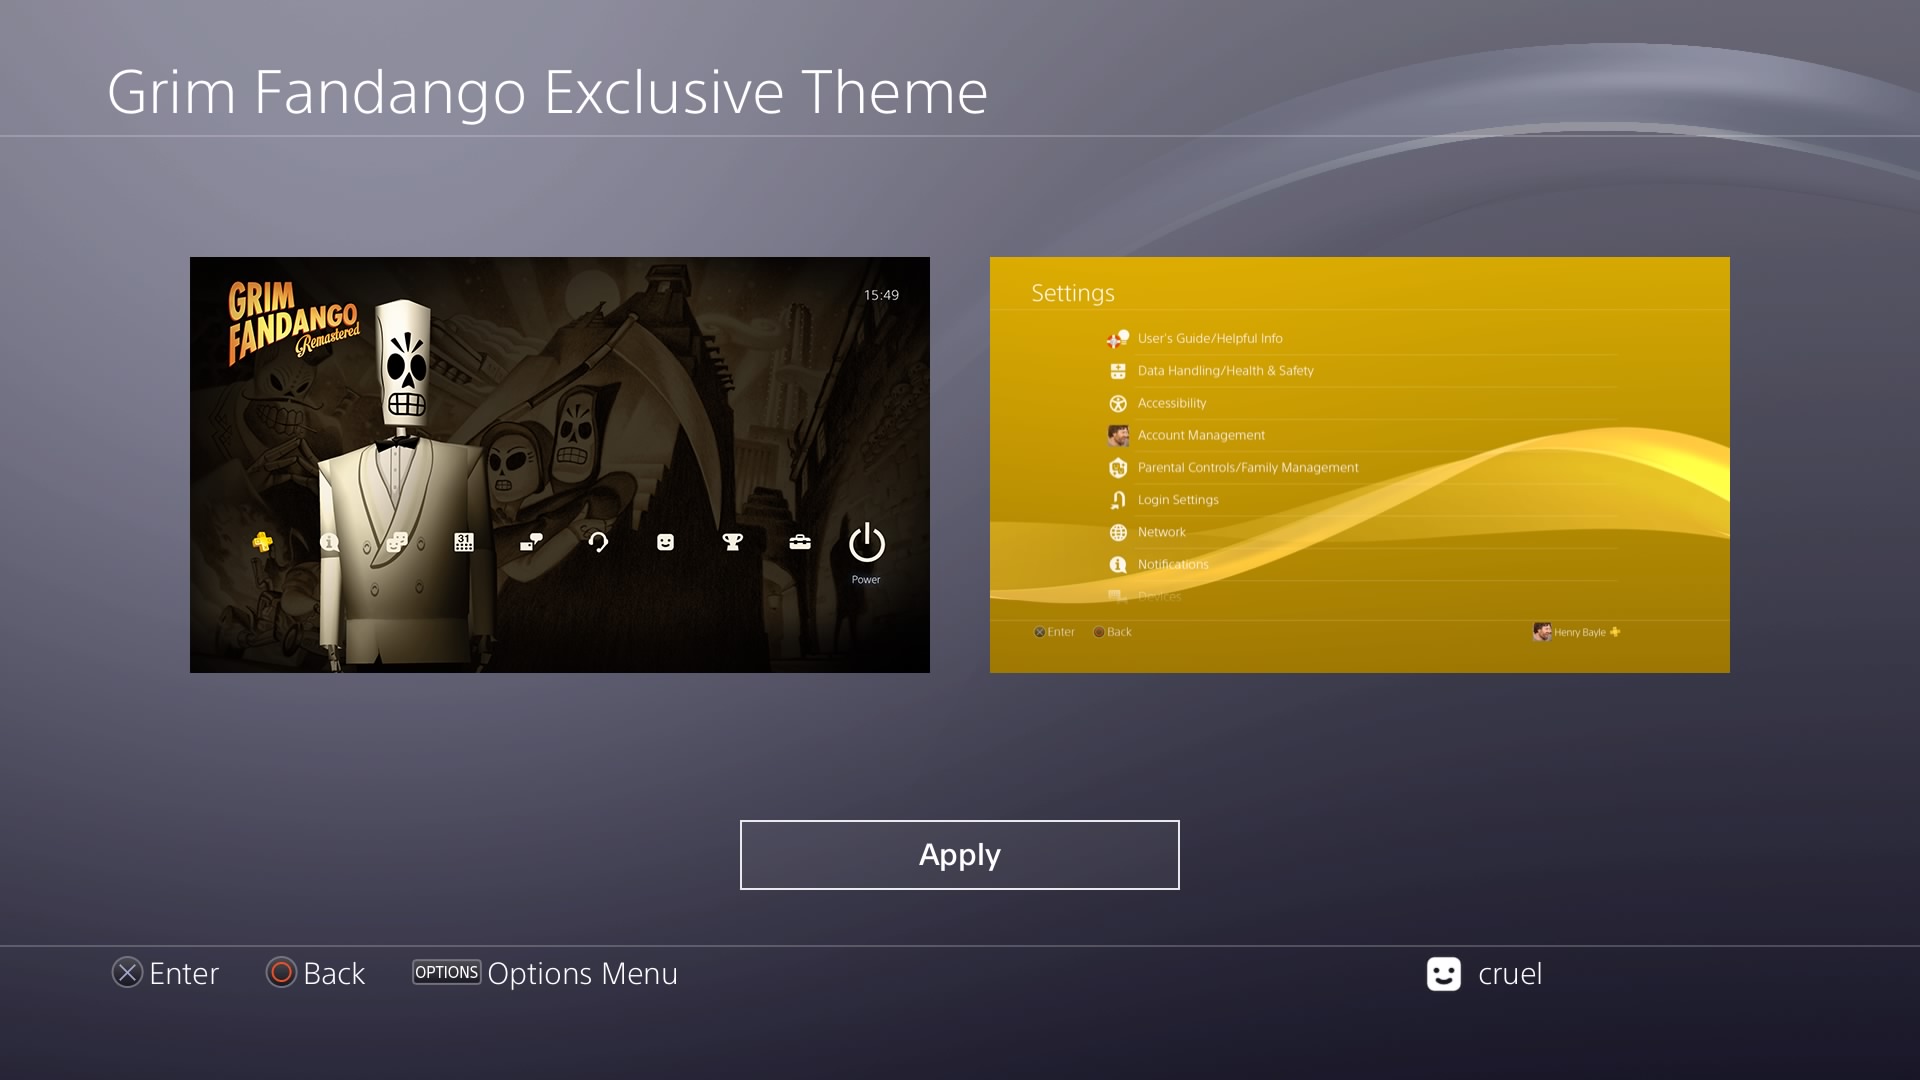 Grim Fandango Exclusive Theme
GRIM
FANDANGO
Remastered
15:49
31
Power
Settings
User's Guide/Helpful Info
Data Handling/Health & Safety
Accessibility
Account Management
Parental Controls/Family Management
Login Settings
Network
Notifications
Devices
Enter Back Henry Bayle
Apply
Enter Back OPTIONS Options Menu cruel